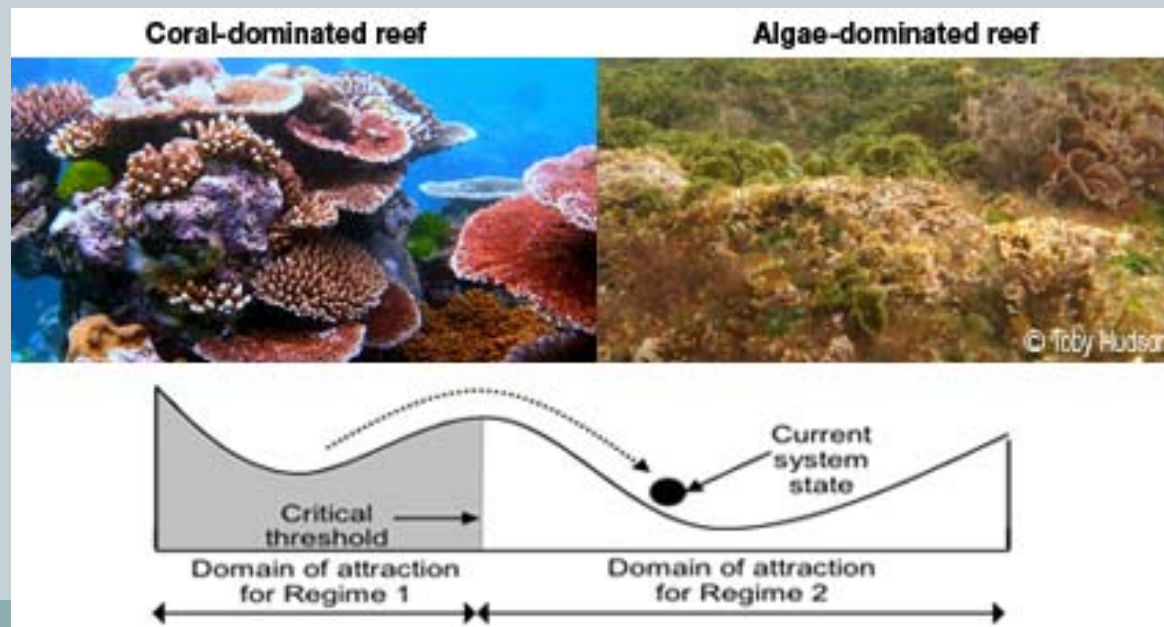 Coral-dominated reef
Algae-dominated reef
© Toby Hudson
Current
system
state
Critical
threshold
Domain of attraction
for Regime 1
Domain of attraction
for Regime 2